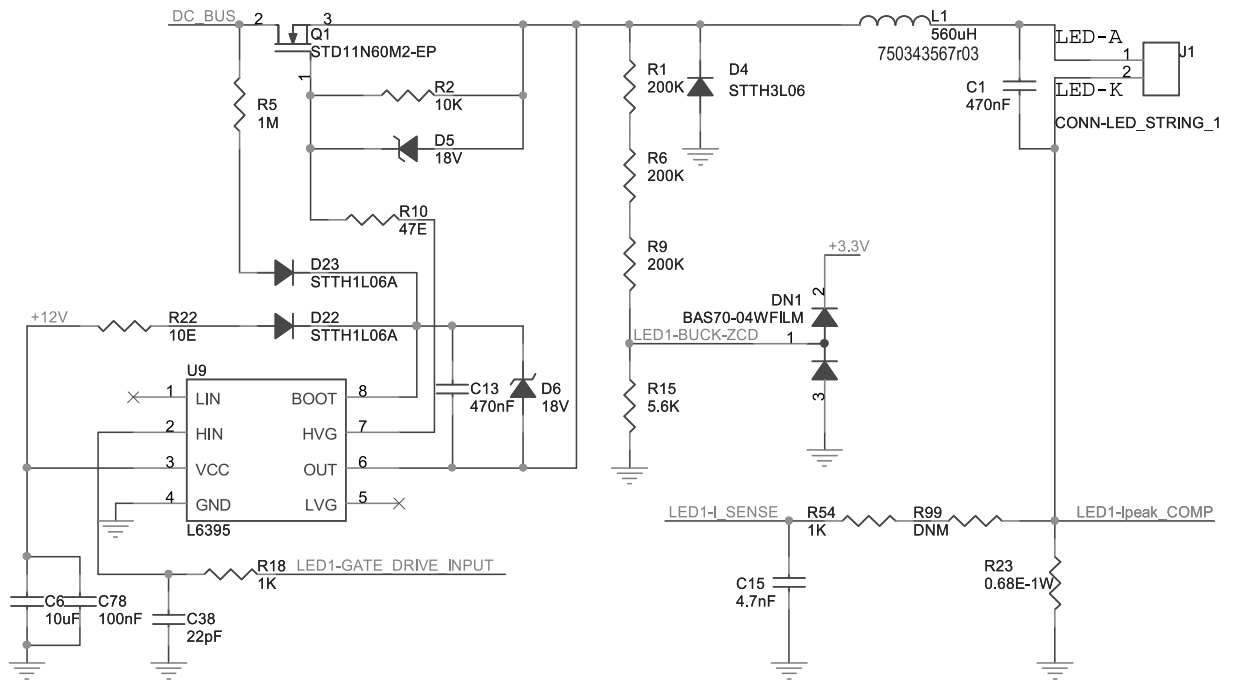 DC_BUS
2
3
Q1
STD11N60M2-EP
1
R5
1M
R2
10K
D5
18V
R10
47E
D23
STTH1L06A
+12V
R22
10E
D22
STTH1L06A
U9
1
LIN
BOOT
8
2
HIN
HVG
7
3
VCC
OUT
6
4
GND
LVG
5
L6395
C13
470nF
D6
18V
R18
1K
LED1-GATE_DRIVE_INPUT
C6
10uF
C78
100nF
C38
22pF
R1
200K
D4
STTH3L06
R6
200K
R9
200K
+3.3V
2
DN1
BAS70-04WFILM
LED1-BUCK-ZCD
1
3
R15
5.6K
L1
560uH
750343567r03
C1
470nF
LED-A
1
2
J1
LED-K
CONN-LED_STRING_1
LED1-I_SENSE
R54
1K
R99
DNM
LED1-Ipeak_COMP
C15
4.7nF
R23
0.68E-1W